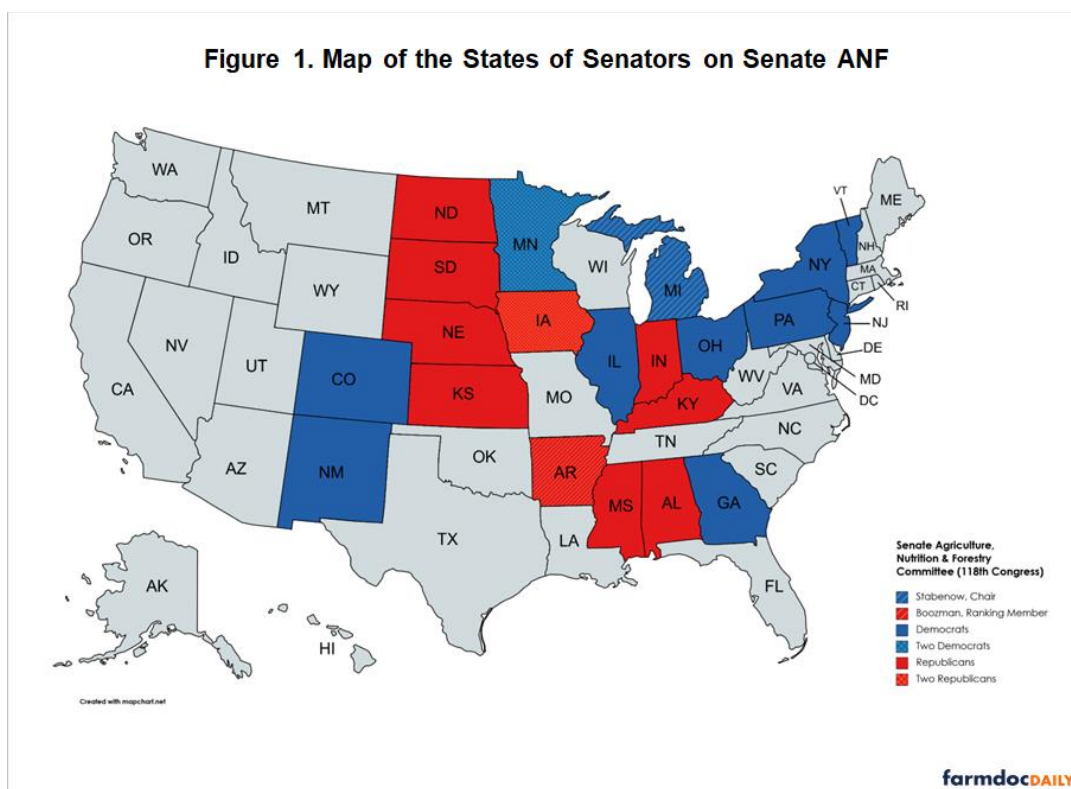 Figure 1. Map of the States of Senators on Senate ANF
WA
MT
ND
MN
VT
ME
OR
ID
SD
WI
MI
NY
NH
MA
CT
RI
WY
NE
IA
PA
NJ
NV
UT
CO
KS
IL
IN
OH
WV
DE
MD
DC
CA
MO
KY
VA
AZ
NM
OK
AR
TN
NC
SC
MS
AL
GA
TX
LA
FL
AK
HI
Senate Agriculture,
Nutrition & Forestry
Committee (118th Congress)
Stabenow, Chair
Boozman, Ranking Member
Democrats
Two Democrats
Republicans
Two Republicans
Created with mapchart.net
farmdocDAILY